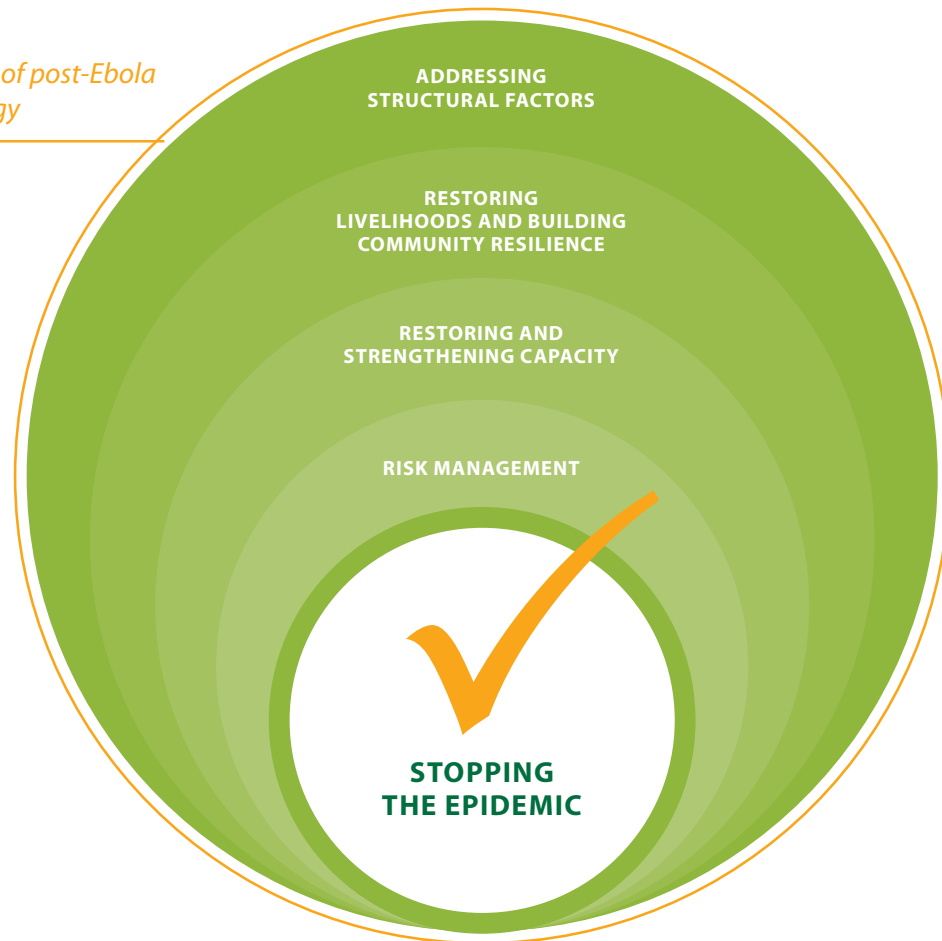 of post-Ebola
gy
ADDRESSING
STRUCTURAL FACTORS
RESTORING
LIVELIHOODS AND BUILDING
COMMUNITY RESILIENCE
RESTORING AND
STRENGTHENING CAPACITY
RISK MANAGEMENT
STOPPING
THE EPIDEMIC